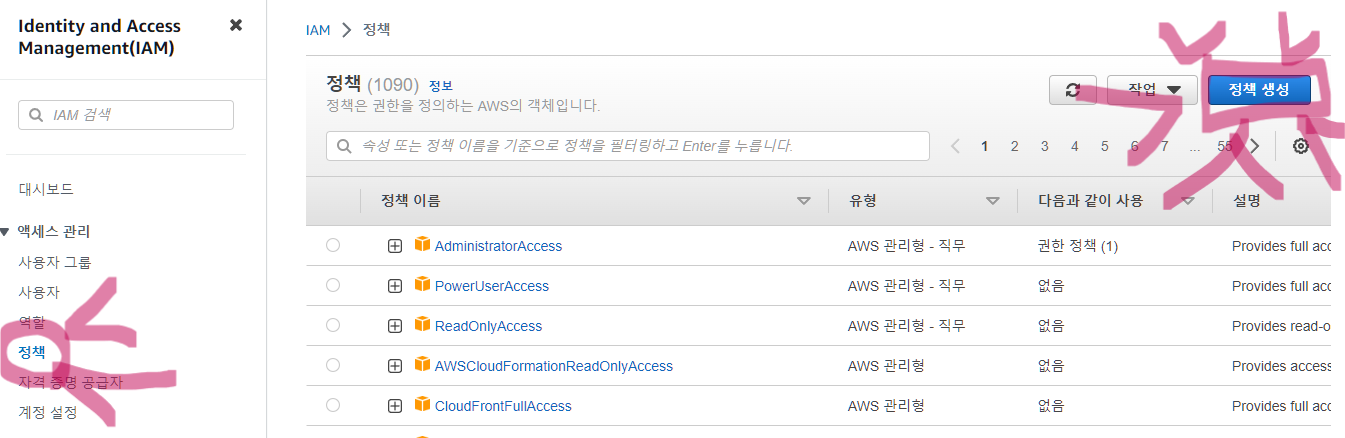 Identity and Access
Management(IAM)
IAM 검색
대시보드
액세스 관리
사용자 그룹
사용자
역할
정책
자격 증명 공급자
계정 설정
IAM > 정책
정책 (1090) 정보
정책은 권한을 정의하는 AWS의 객체입니다.
작업
정책 생성
속성 또는 정책 이름을 기준으로 정책을 필터링하고 Enter를 누릅니다.
1 2 3 4 5 6 7 ... 55
정책 이름 유형 다음과 같이 사용 설명
AdministratorAccess AWS 관리형 - 직무 권한 정책 (1) Provides full acc
PowerUserAccess AWS 관리형 - 직무 없음 Provides full acc
ReadOnlyAccess AWS 관리형 - 직무 없음 Provides read-o
AWSCloudFormationReadOnlyAccess AWS 관리형 없음 Provides access
CloudFrontFullAccess AWS 관리형 없음 Provides full acc